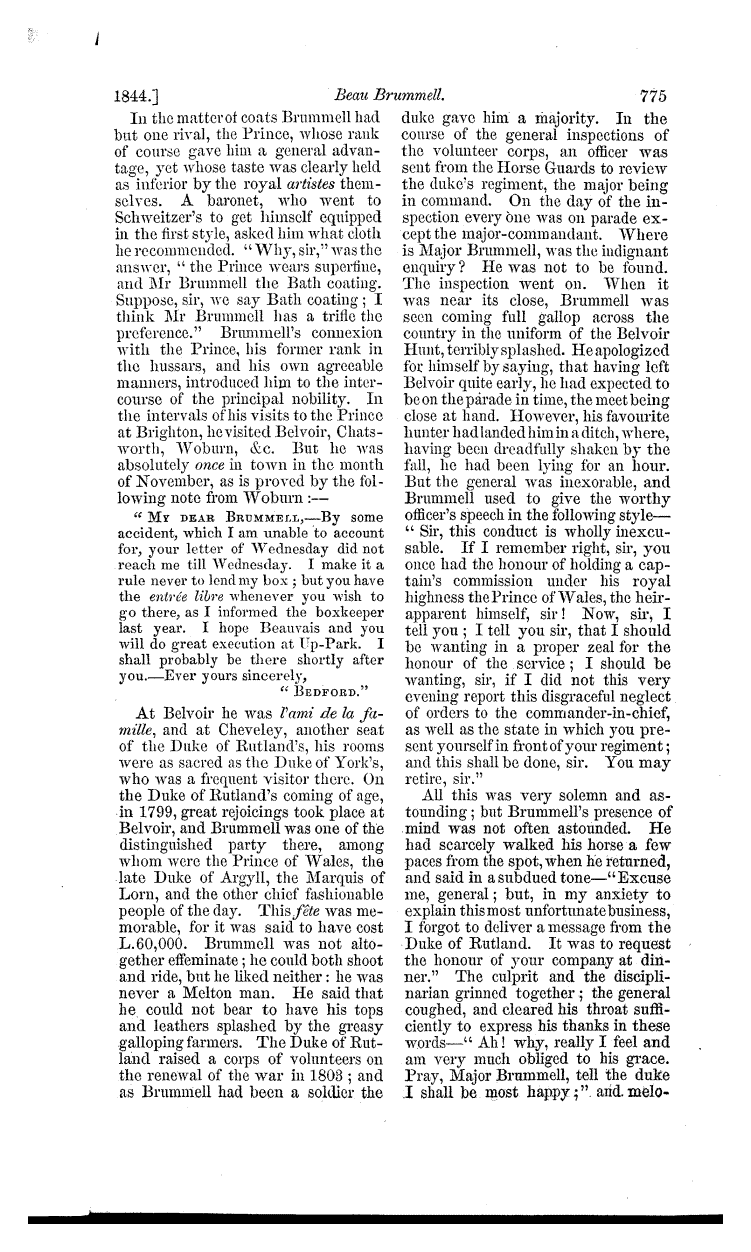 1844.] Beau Brummell. 775
In the matter of coats Brummell had
but one rival, the Prince, whose rank
of course gave him a general advan-
tage, yet whose taste was clearly held
as inferior by the royal artistes them-
selves. A baronet, who went to
Schweitzer's to get himself equipped
in the first style, asked him what cloth
he recommended. "Why, sir," was the
answer, "the Prince wears superfine,
and Mr Brummell the Bath coating.
Suppose, sir, we say Bath coating; I
think Mr Brummell has a trifle the
preference." Brummell's connexion
with the Prince, his former rank in
the hussars, and his own agreeable
manners, introduced him to the inter-
course of the principal nobility. In
the intervals of his visits to the Prince
at Brighton, he visited Belvoir, Chats-
worth, Woburn, &c. But he was
absolutely once in town in the month
of November, as is proved by the fol-
lowing note from Woburn:—
"MY DEAR BRUMMELL,—By some
accident, which I am unable to account
for, your letter of Wednesday did not
reach me till Wednesday. I make it a
rule never to lend my box; but you have
the entrée libre whenever you wish to
go there, as I informed the boxkeeper
last year. I hope Beauvais and you
will do great execution at Up-Park. I
shall probably be there shortly after
you.—Ever yours sincerely,
"BEDFORD."
At Belvoir he was l'ami de la fa-
mille, and at Cheveley, another seat
of the Duke of Rutland's, his rooms
were as sacred as the Duke of York's,
who was a frequent visitor there. On
the Duke of Rutland's coming of age,
in 1799, great rejoicings took place at
Belvoir, and Brummell was one of the
distinguished party there, among
whom were the Prince of Wales, the
late Duke of Argyll, the Marquis of
Lorn, and the other chief fashionable
people of the day. This fête was me-
morable, for it was said to have cost
L.60,000. Brummell was not alto-
gether effeminate; he could both shoot
and ride, but he liked neither: he was
never a Melton man. He said that
he could not bear to have his tops
and leathers splashed by the greasy
galloping farmers. The Duke of Rut-
land raised a corps of volunteers on
the renewal of the war in 1803; and
as Brummell had been a soldier the
duke gave him a majority. In the
course of the general inspections of
the volunteer corps, an officer was
sent from the Horse Guards to review
the duke's regiment, the major being
in command. On the day of the in-
spection every one was on parade ex-
cept the major-commandant. Where
is Major Brummell, was the indignant
enquiry? He was not to be found.
The inspection went on. When it
was near its close, Brummell was
seen coming full gallop across the
country in the uniform of the Belvoir
Hunt, terribly splashed. He apologized
for himself by saying, that having left
Belvoir quite early, he had expected to
be on the parade in time, the meet being
close at hand. However, his favourite
hunter had landed him in a ditch, where,
having been dreadfully shaken by the
fall, he had been lying for an hour.
But the general was inexorable, and
Brummell used to give the worthy
officer's speech in the following style—
"Sir, this conduct is wholly inexcu-
sable. If I remember right, sir, you
once had the honour of holding a cap-
tain's commission under his royal
highness the Prince of Wales, the heir-
apparent himself, sir! Now, sir, I
tell you; I tell you sir, that I should
be wanting in a proper zeal for the
honour of the service; I should be
wanting, sir, if I did not this very
evening report this disgraceful neglect
of orders to the commander-in-chief,
as well as the state in which you pre-
sent yourself in front of your regiment;
and this shall be done, sir. You may
retire, sir."
All this was very solemn and as-
tounding; but Brummell's presence of
mind was not often astounded. He
had scarcely walked his horse a few
paces from the spot, when he returned,
and said in a subdued tone—"Excuse
me, general; but, in my anxiety to
explain this most unfortunate business,
I forgot to deliver a message from the
Duke of Rutland. It was to request
the honour of your company at din-
ner." The culprit and the discipli-
narian grinned together; the general
coughed, and cleared his throat suffi-
ciently to express his thanks in these
words—"Ah! why, really I feel and
am very much obliged to his grace.
Pray, Major Brummell, tell the duke
I shall be most happy;" and melo-